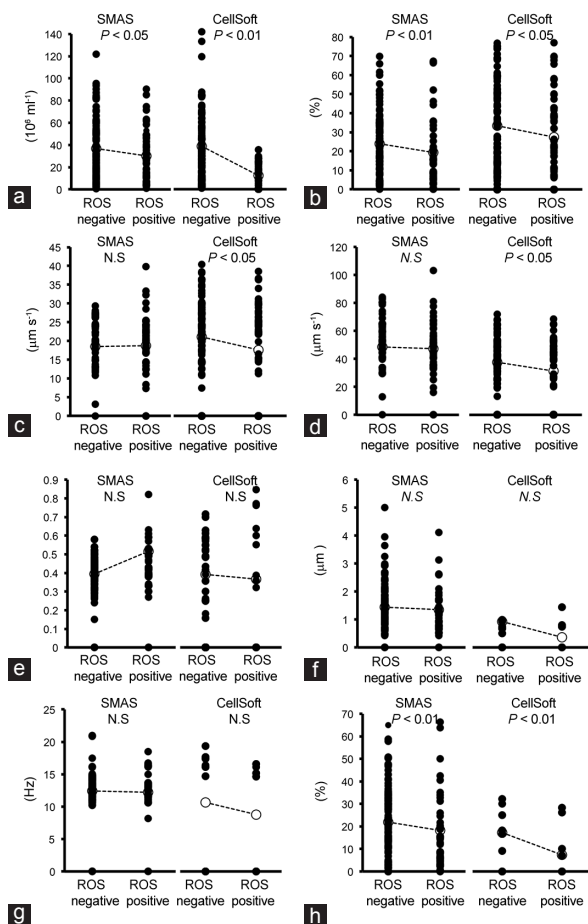 SMAS CellSoft
P < 0.05 P < 0.01
140
120
100
80
60
40
20
0
(10⁶ ml⁻¹)
ROS ROS ROS ROS
negative positive negative positive
a
SMAS CellSoft
P < 0.01 P < 0.05
80
70
60
50
40
30
20
10
0
(%)
ROS ROS ROS ROS
negative positive negative positive
b
SMAS CellSoft
N.S P < 0.05
45
40
35
30
25
20
15
10
5
0
(μm s⁻¹)
ROS ROS ROS ROS
negative positive negative positive
c
SMAS CellSoft
N.S P < 0.05
120
100
80
60
40
20
0
(μm s⁻¹)
ROS ROS ROS ROS
negative positive negative positive
d
SMAS CellSoft
N.S N.S
0.9
0.8
0.7
0.6
0.5
0.4
0.3
0.2
0.1
0
ROS ROS ROS ROS
negative positive negative positive
e
SMAS CellSoft
N.S N.S
6
5
4
3
2
1
0
(μm )
ROS ROS ROS ROS
negative positive negative positive
f
SMAS CellSoft
N.S N.S
25
20
15
10
5
0
(Hz)
ROS ROS ROS ROS
negative positive negative positive
g
SMAS CellSoft
P < 0.01 P < 0.01
70
60
50
40
30
20
10
0
(%)
ROS ROS ROS ROS
negative positive negative positive
h